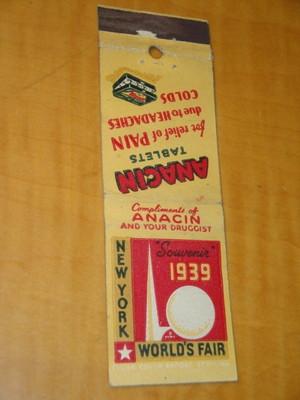 ANACIN
TABLETS
for relief of PAIN
due to HEADACHES
COLDS
Compliments of
ANACIN
AND YOUR DRUGGIST
"Souvenir"
1939
NEW YORK
WORLD'S FAIR